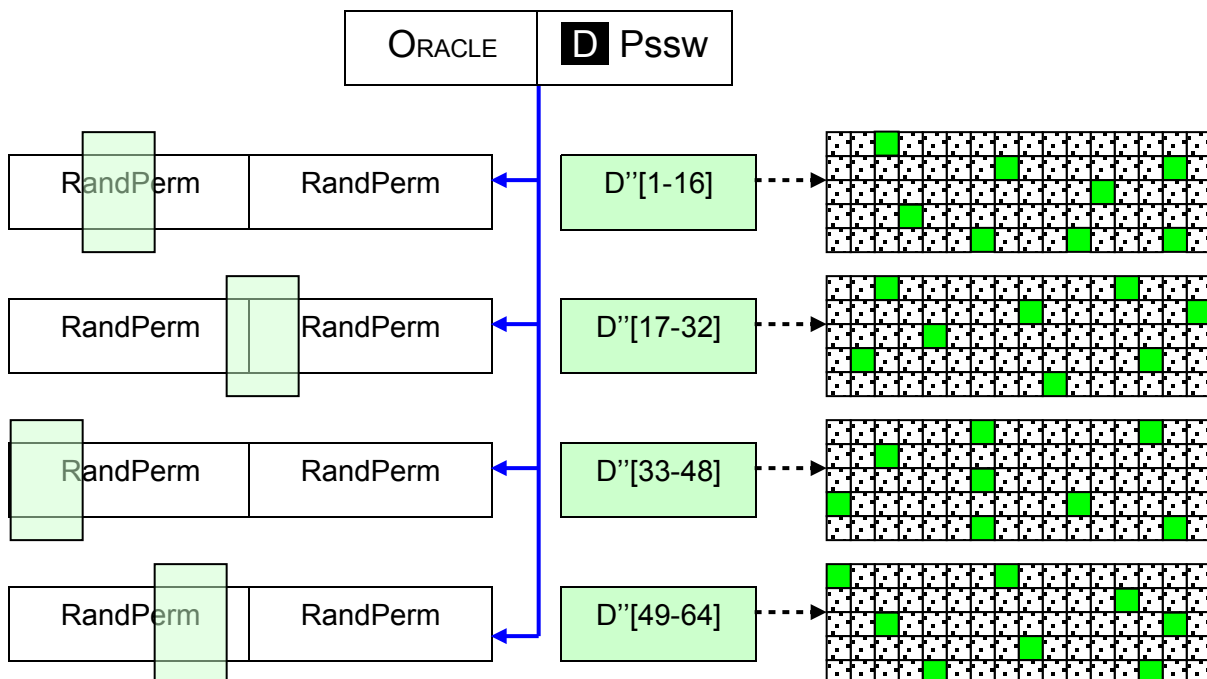 ORACLE D Pssw
RandPerm RandPerm D''[1-16]
RandPerm RandPerm D''[17-32]
RandPerm RandPerm D''[33-48]
RandPerm RandPerm D''[49-64]